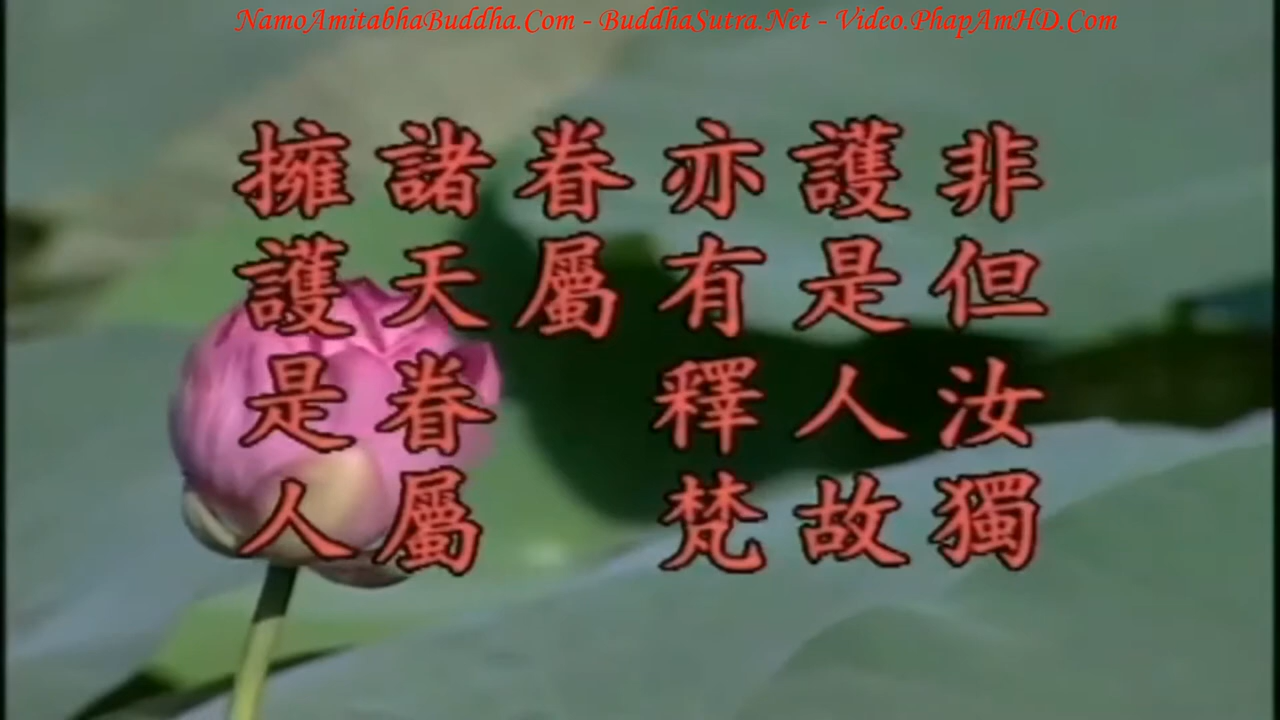 NamoAmitabhaBuddha.Com - BuddhaSutra.Net - Video.PhapAmHD.Com
非但汝獨
護是人故
亦有釋梵
眷屬
諸天眷屬
擁護是人